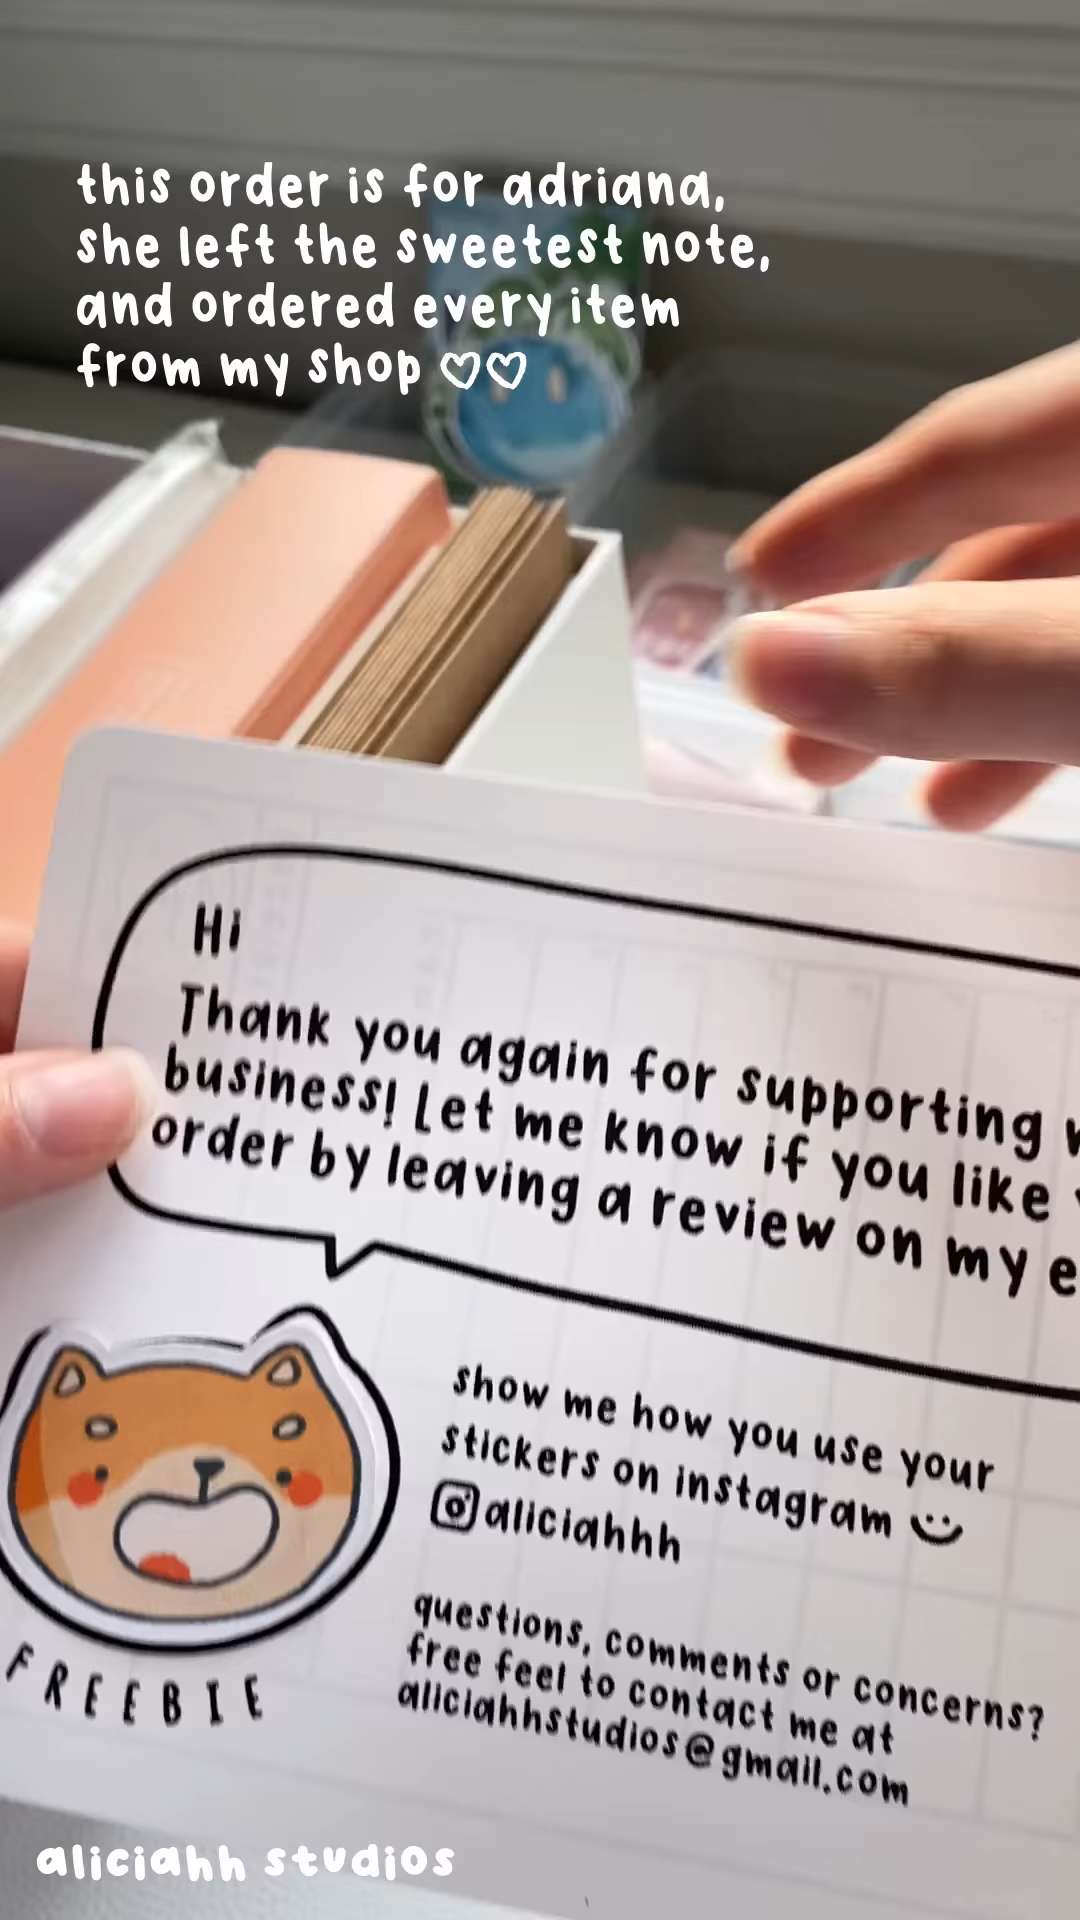 this order is for adriana,
she left the sweetest note,
and ordered every item
from my shop ♡♡
Hi
Thank you again for supporting
business! Let me know if you like
order by leaving a review on my
show me how you use your
stickers on instagram
aliciahhh
questions, comments or concerns?
free feel to contact me at
aliciahhstudios@gmail.com
FREEBIE
aliciahh studios